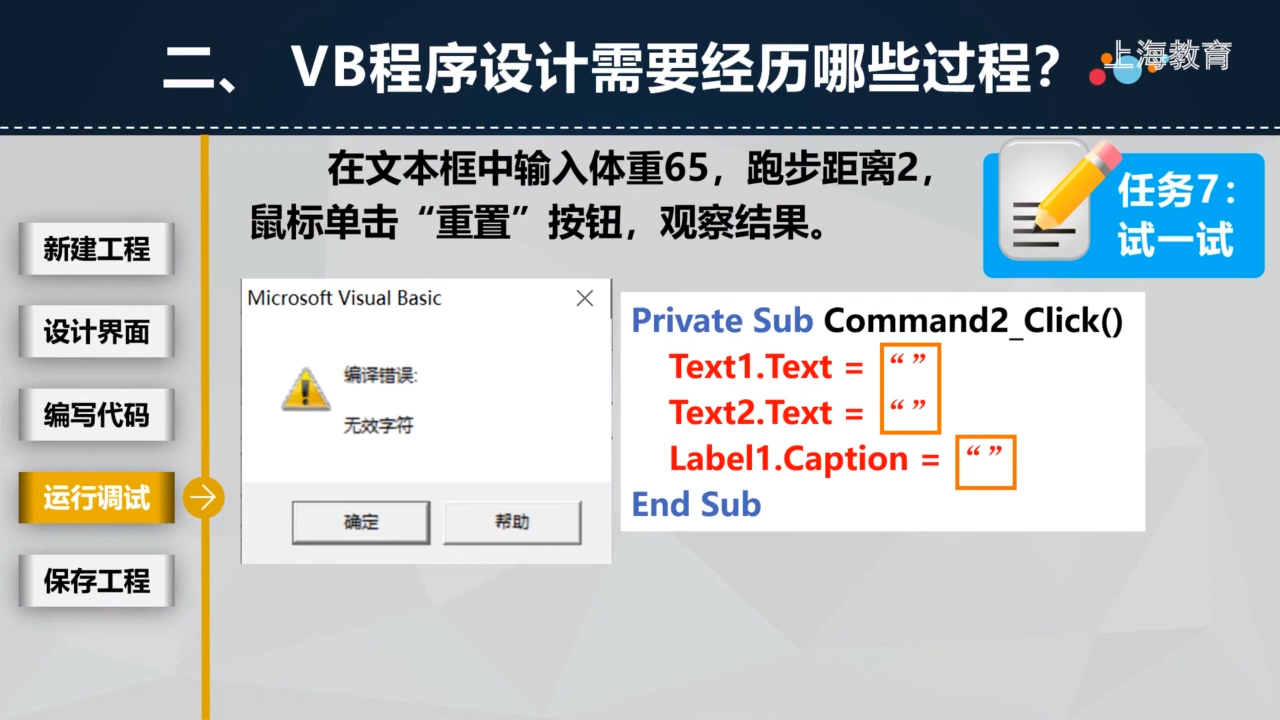 二、 VB程序设计需要经历哪些过程？
上海教育
在文本框中输入体重65，跑步距离2，
鼠标单击“重置”按钮，观察结果。
任务7：
试一试
新建工程
设计界面
编写代码
运行调试
保存工程
Microsoft Visual Basic
编译错误:
无效字符
确定
帮助
Private Sub Command2_Click()
Text1.Text = “ ”
Text2.Text = “ ”
Label1.Caption = “ ”
End Sub